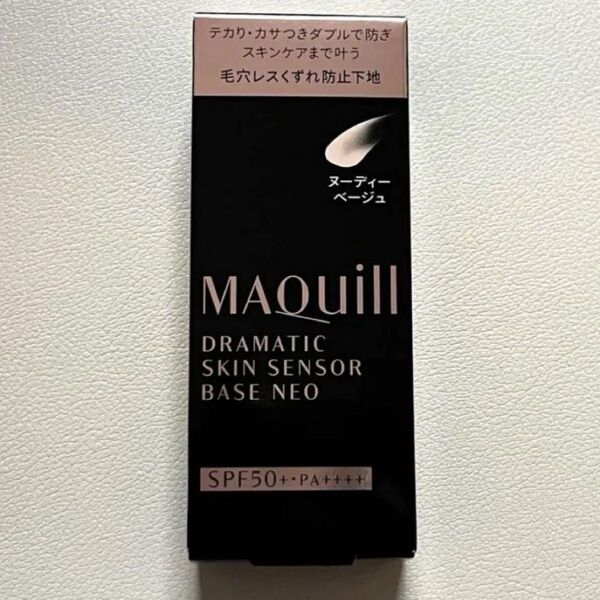 テカり・カサつきダブルで防ぎ
スキンケアまで叶う
毛穴レスくずれ防止下地
ヌーディー
ベージュ
MAQuill
DRAMATIC
SKIN SENSOR
BASE NEO
SPF50+・PA++++